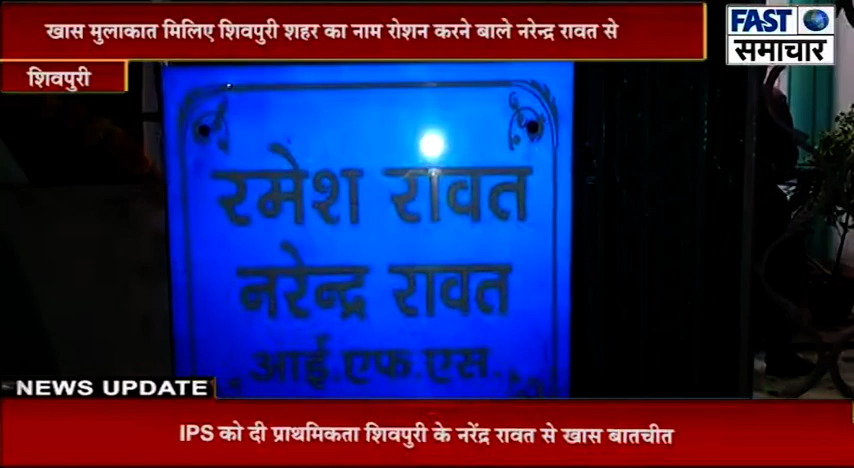 खास मुलाकात मिलिए शिवपुरी शहर का नाम रोशन करने बाले नरेन्द्र रावत से
FAST
समाचार
शिवपुरी
रमेश रावत
नरेन्द्र रावत
आई.एफ.एस.
NEWS UPDATE
IPS को दी प्राथमिकता शिवपुरी के नरेंद्र रावत से खास बातचीत